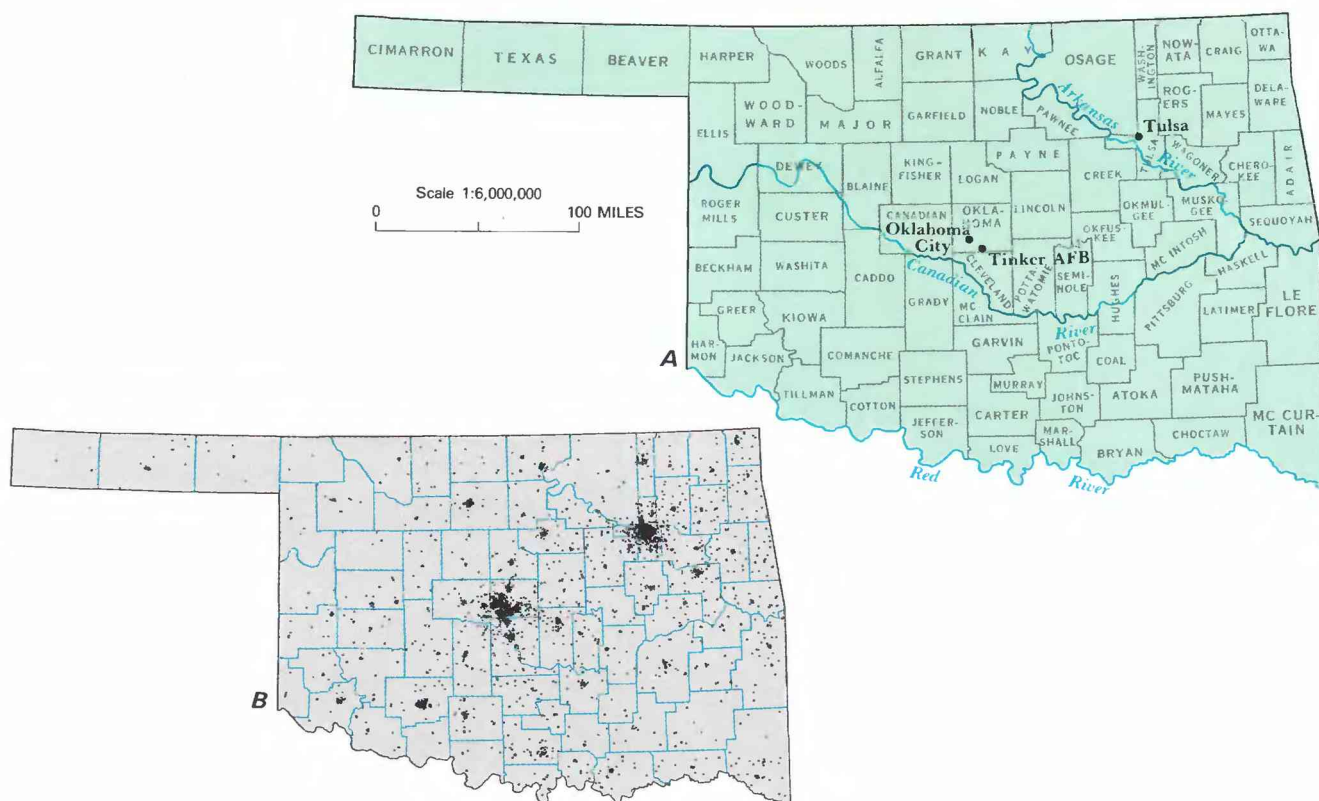 CIMARRON
TEXAS
BEAVER
HARPER
WOODS
ALFALFA
GRANT
KAY
OSAGE
WASH-
INGTON
NOW-
ATA
CRAIG
OTTA-
WA
ELLIS
WOOD-
WARD
MAJOR
GARFIELD
NOBLE
PAWNEE
Arkansas
River
ROG-
ERS
MAYES
DELA-
WARE
Tulsa
TULSA
WAGONER
CHERO-
KEE
ADAIR
DEWEY
BLAINE
KING-
FISHER
LOGAN
PAYNE
CREEK
Scale 1:6,000,000
0 100 MILES
ROGER
MILLS
CUSTER
CANADIAN
OKLA-
HOMA
LINCOLN
OKMUL-
GEE
MUSKO-
GEE
SEQUOYAH
Oklahoma
City
Tinker AFB
OKFUS-
KEE
MC INTOSH
BECKHAM
WASHITA
CADDO
Canadian
River
GRADY
CLEVELAND
MC
CLAIN
POTTA-
WATOMIE
SEMI-
NOLE
HUGHES
PITTSBURG
HASKELL
LATIMER
LE
FLORE
GREER
KIOWA
HAR-
MON
JACKSON
COMANCHE
GARVIN
PONTO-
TOC
COAL
A
TILLMAN
COTTON
STEPHENS
MURRAY
JOHNS-
TON
ATOKA
PUSH-
MATAHA
JEFFER-
SON
CARTER
LOVE
MAR-
SHALL
BRYAN
CHOCTAW
MC CUR-
TAIN
Red
River
B